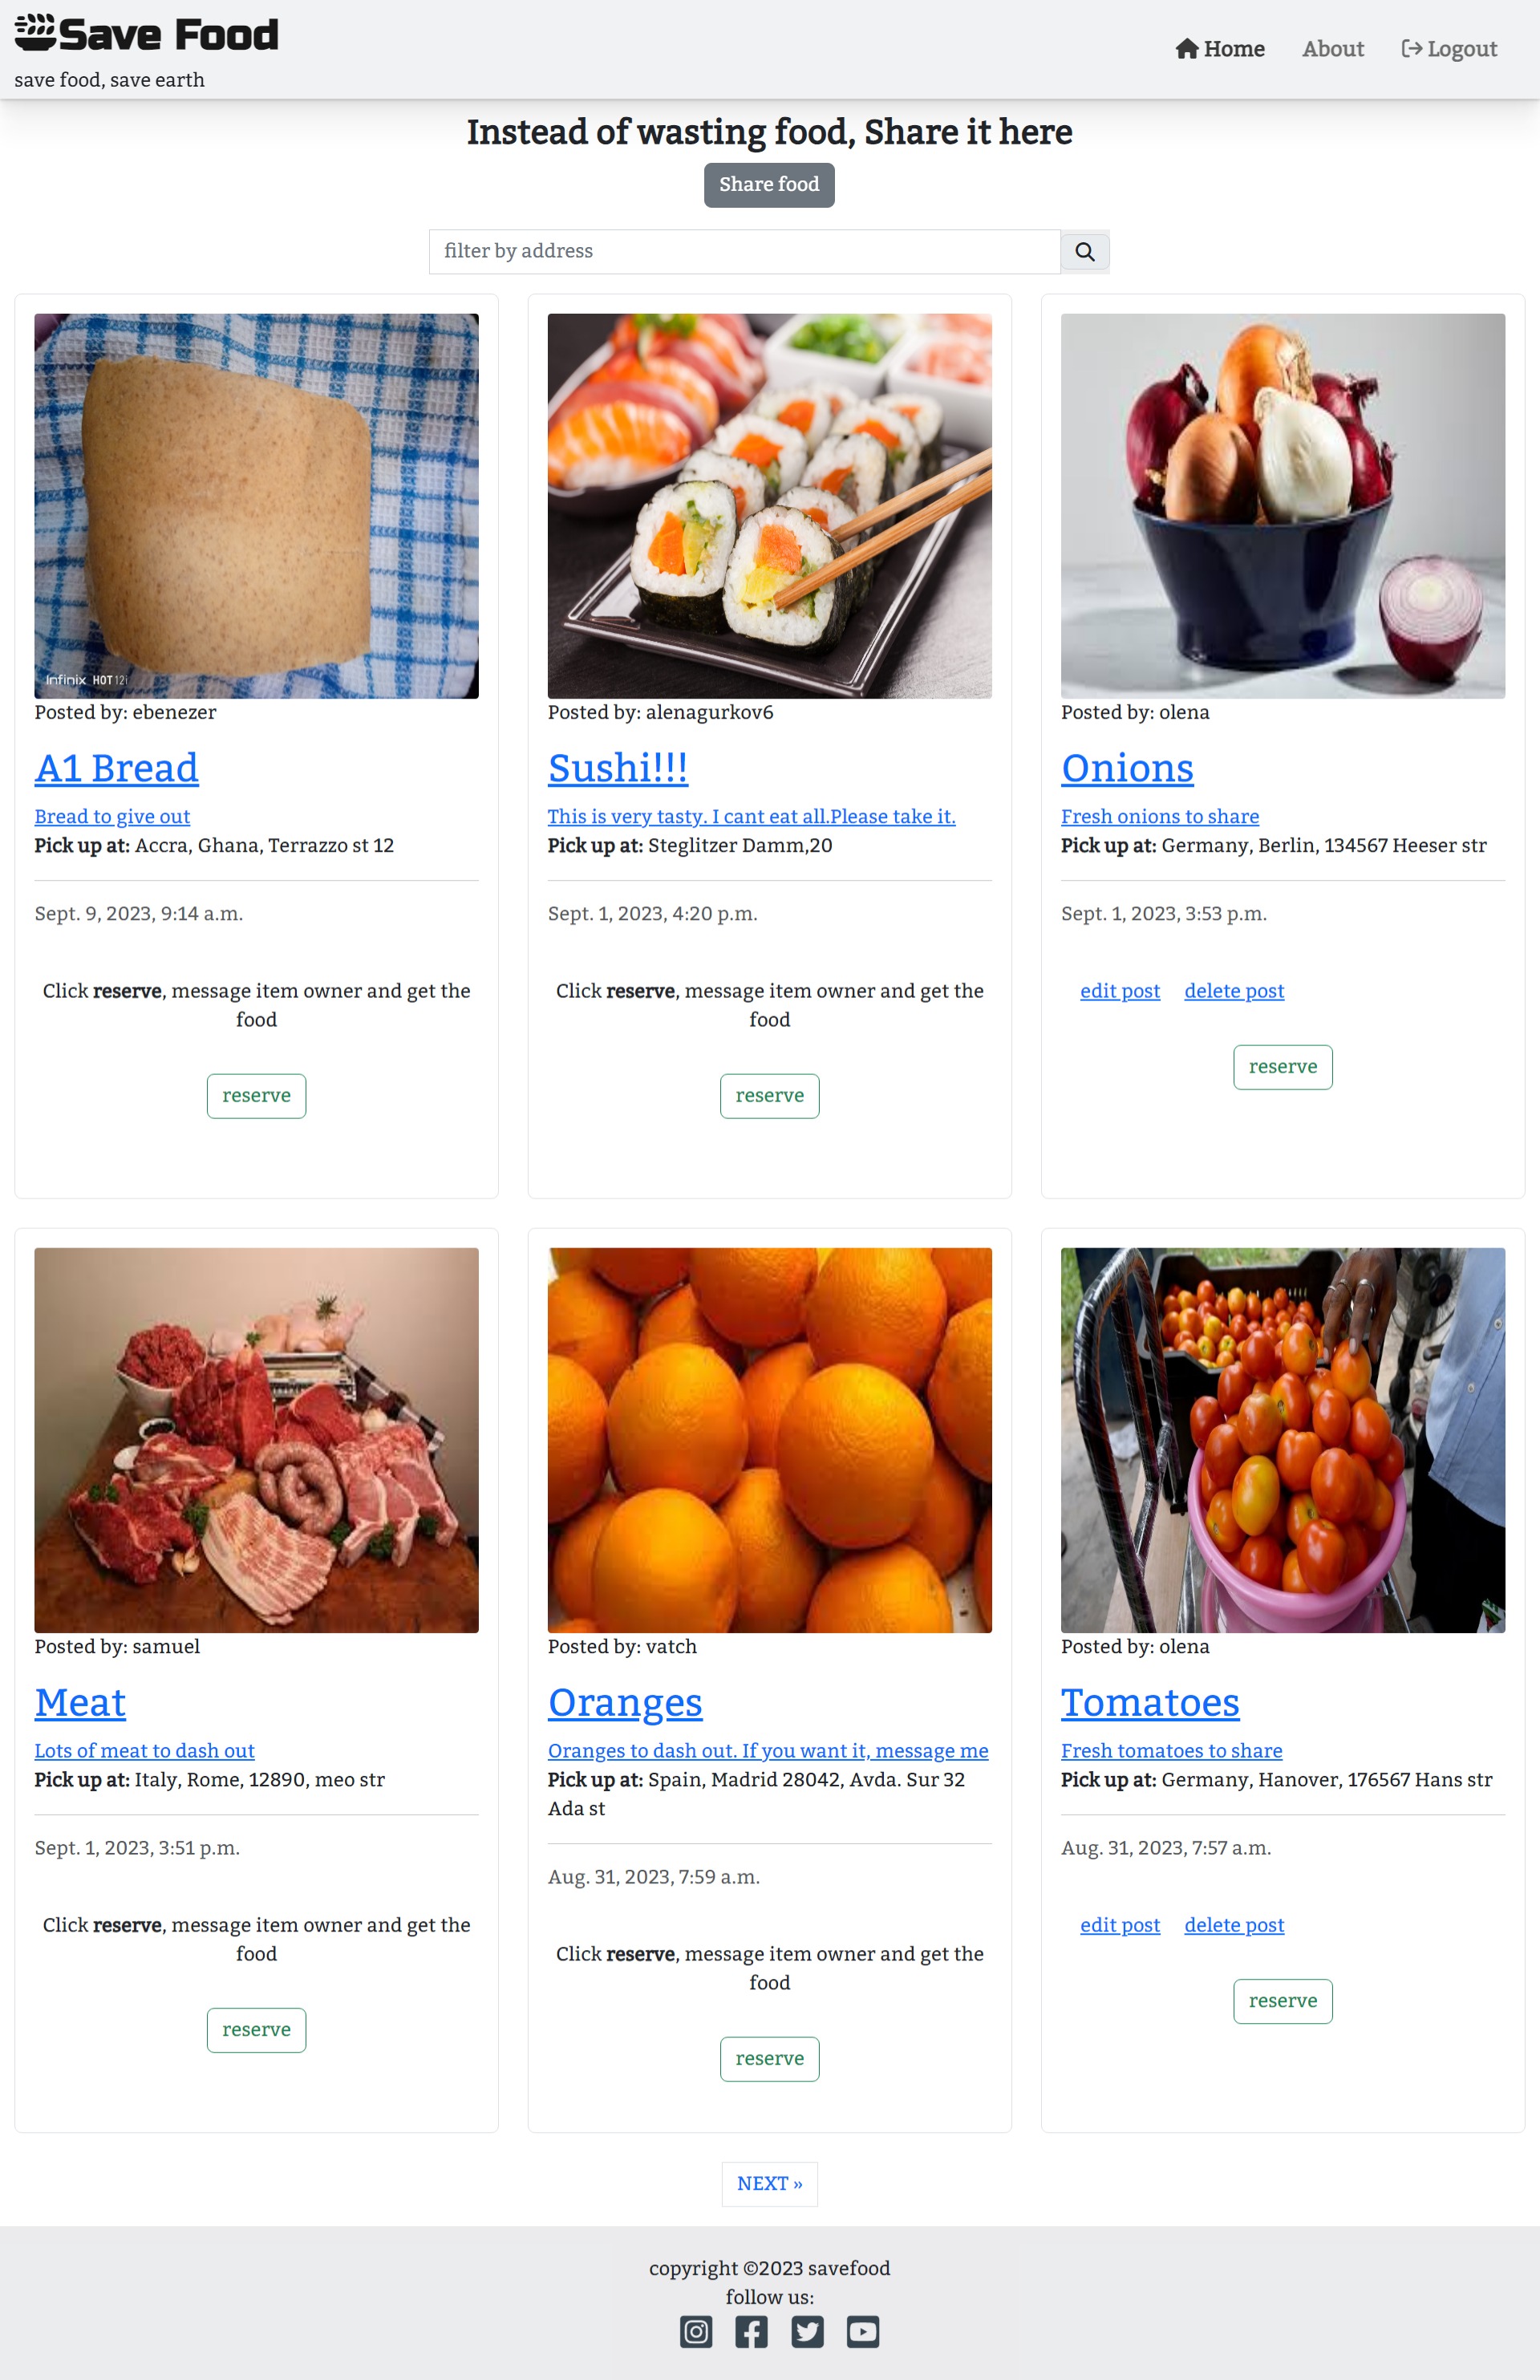 Save Food
save food, save earth
Home
About
Logout
Instead of wasting food, Share it here
Share food
filter by address
Infinix HOT 12i
Posted by: ebenezer
A1 Bread
Bread to give out
Pick up at: Accra, Ghana, Terrazzo st 12
Sept. 9, 2023, 9:14 a.m.
Click reserve, message item owner and get the
food
reserve
Posted by: alenagurkov6
Sushi!!!
This is very tasty. I cant eat all.Please take it.
Pick up at: Steglitzer Damm,20
Sept. 1, 2023, 4:20 p.m.
Click reserve, message item owner and get the
food
reserve
Posted by: olena
Onions
Fresh onions to share
Pick up at: Germany, Berlin, 134567 Heeser str
Sept. 1, 2023, 3:53 p.m.
edit post delete post
reserve
Posted by: samuel
Meat
Lots of meat to dash out
Pick up at: Italy, Rome, 12890, meo str
Sept. 1, 2023, 3:51 p.m.
Click reserve, message item owner and get the
food
reserve
Posted by: vatch
Oranges
Oranges to dash out. If you want it, message me
Pick up at: Spain, Madrid 28042, Avda. Sur 32
Ada st
Aug. 31, 2023, 7:59 a.m.
Click reserve, message item owner and get the
food
reserve
Posted by: olena
Tomatoes
Fresh tomatoes to share
Pick up at: Germany, Hanover, 176567 Hans str
Aug. 31, 2023, 7:57 a.m.
edit post delete post
reserve
NEXT »
copyright ©2023 savefood
follow us: